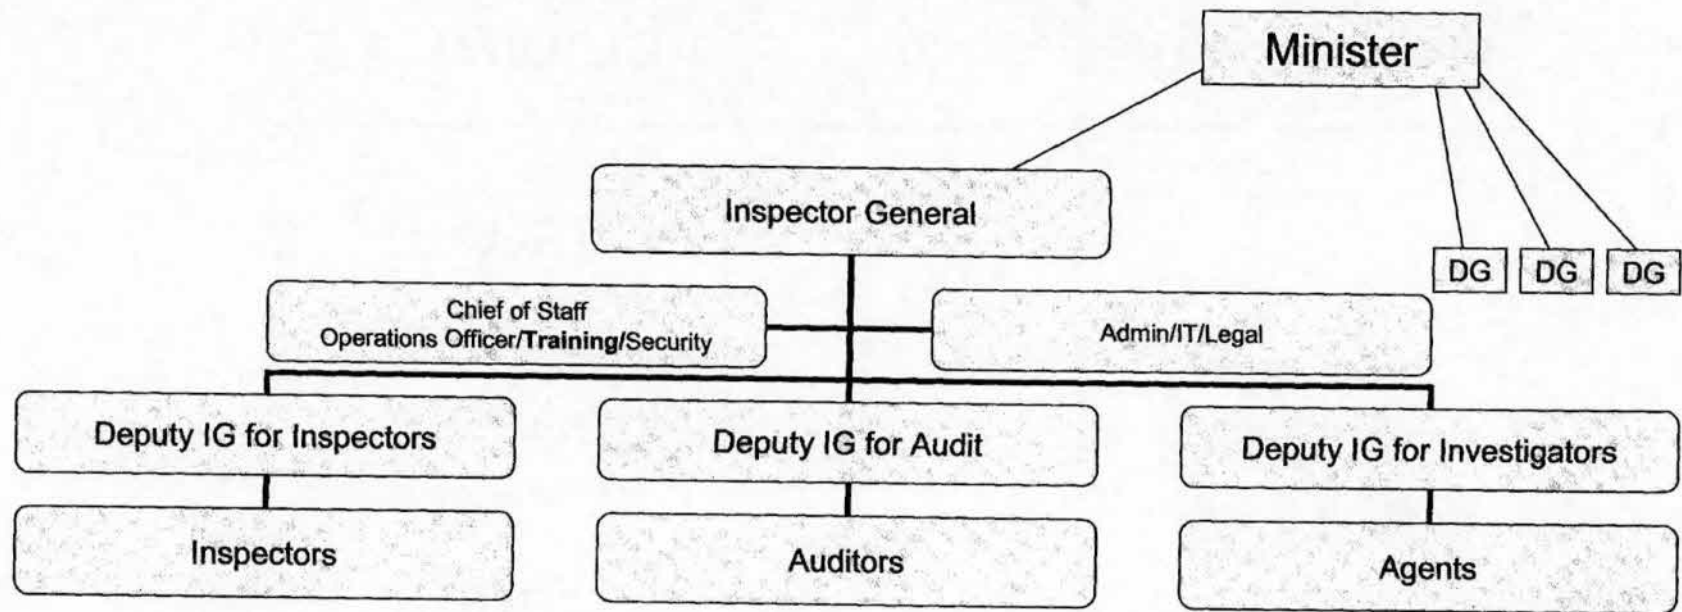 Minister
Inspector General
DG DG DG
Chief of Staff
Operations Officer/Training/Security
Admin/IT/Legal
Deputy IG for Inspectors
Deputy IG for Audit
Deputy IG for Investigators
Inspectors
Auditors
Agents